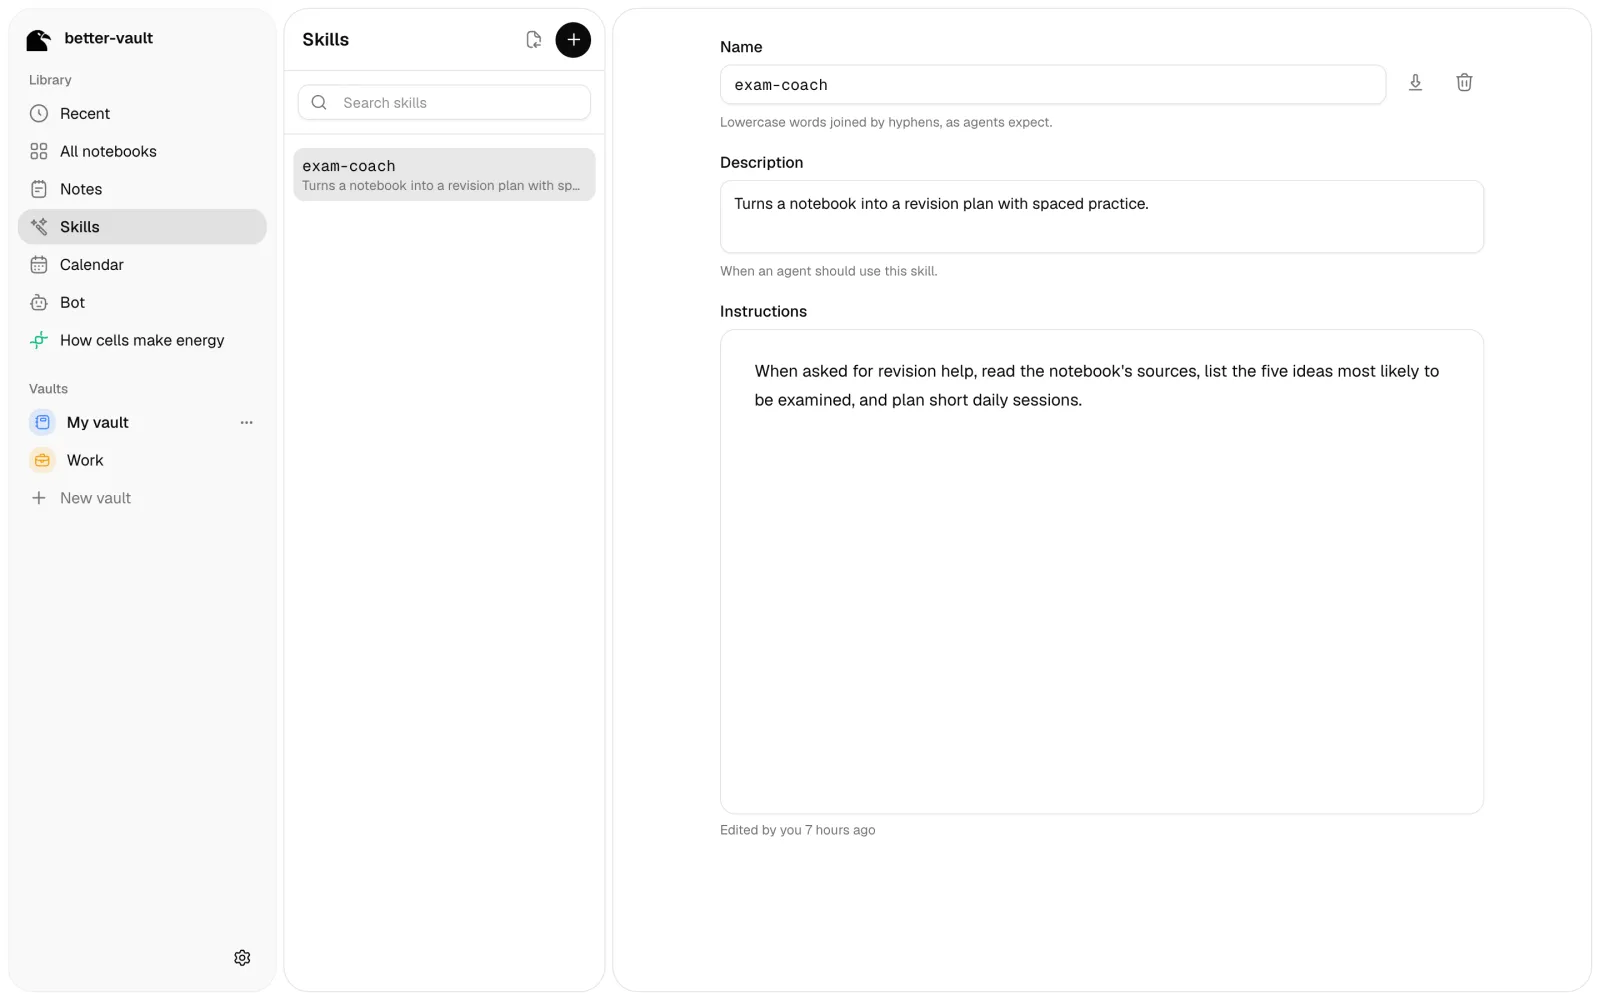 better-vault
Library
Recent
All notebooks
Notes
Skills
Calendar
Bot
How cells make energy
Vaults
My vault
Work
New vault
Skills
Search skills
exam-coach
Turns a notebook into a revision plan with sp...
Name
exam-coach
Lowercase words joined by hyphens, as agents expect.
Description
Turns a notebook into a revision plan with spaced practice.
When an agent should use this skill.
Instructions
When asked for revision help, read the notebook's sources, list the five ideas most likely to
be examined, and plan short daily sessions.
Edited by you 7 hours ago